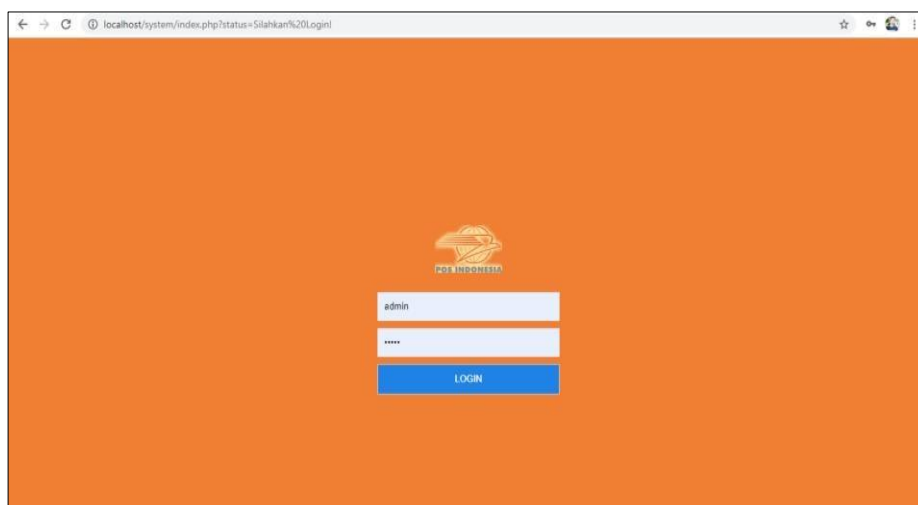 localhost/system/index.php?status=Silahkan%20Login!
POS INDONESIA
admin
•••••
LOGIN